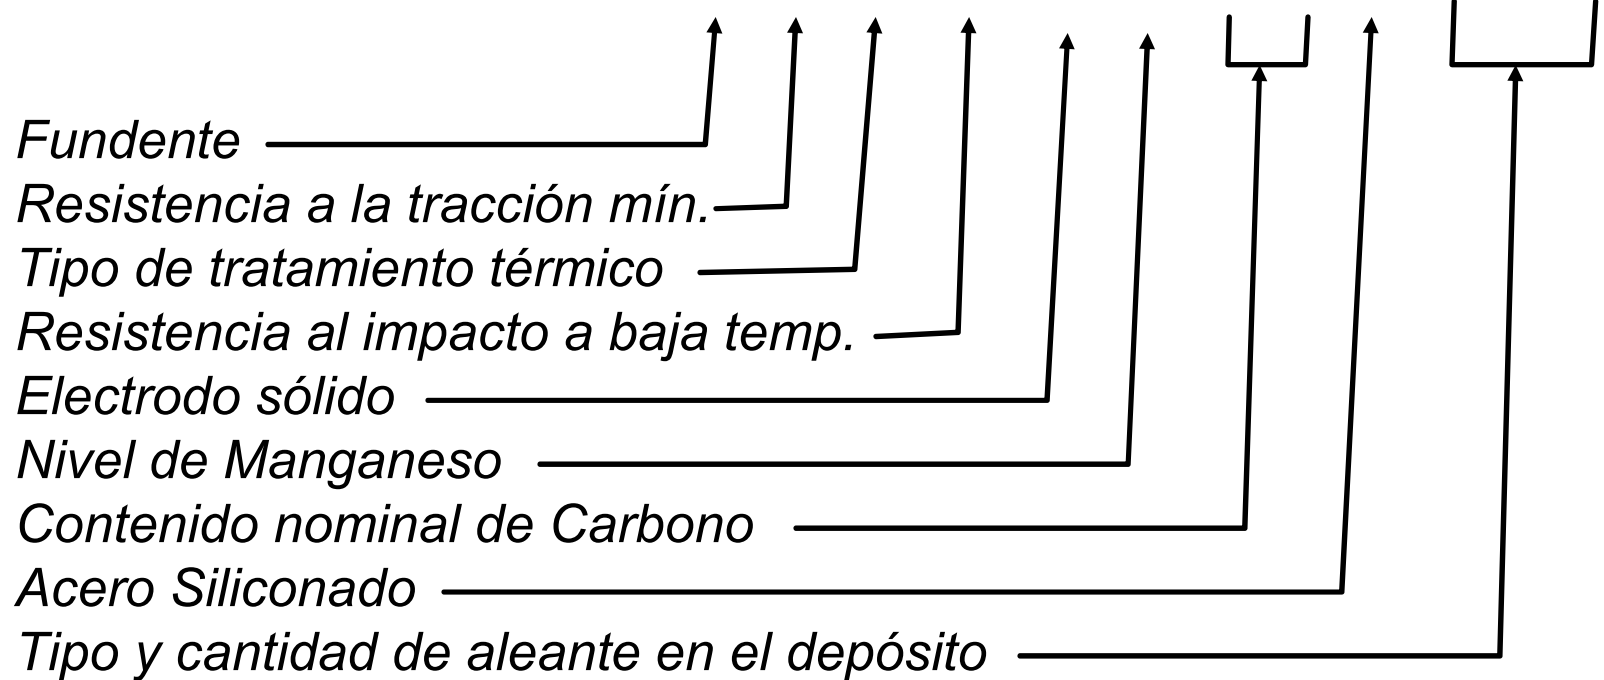 Fundente
Resistencia a la tracción mín.
Tipo de tratamiento térmico
Resistencia al impacto a baja temp.
Electrodo sólido
Nivel de Manganeso
Contenido nominal de Carbono
Acero Siliconado
Tipo y cantidad de aleante en el depósito